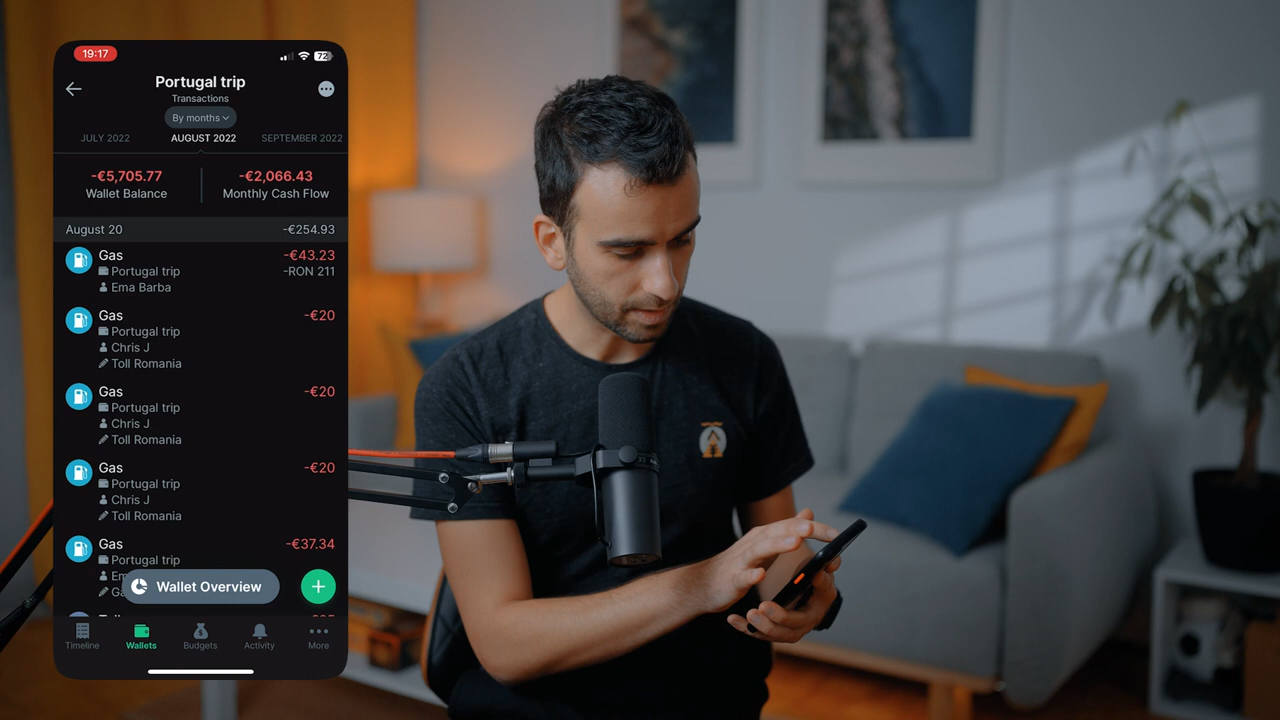 19:17
72
Portugal trip
Transactions
By months
JULY 2022 AUGUST 2022 SEPTEMBER 2022
-€5,705.77 -€2,066.43
Wallet Balance Monthly Cash Flow
August 20 -€254.93
Gas -€43.23
Portugal trip -RON 211
Ema Barba
Gas -€20
Portugal trip
Chris J
Toll Romania
Gas -€20
Portugal trip
Chris J
Toll Romania
Gas -€20
Portugal trip
Chris J
Toll Romania
Gas -€37.34
Portugal trip
Wallet Overview
+
Timeline Wallets Budgets Activity More